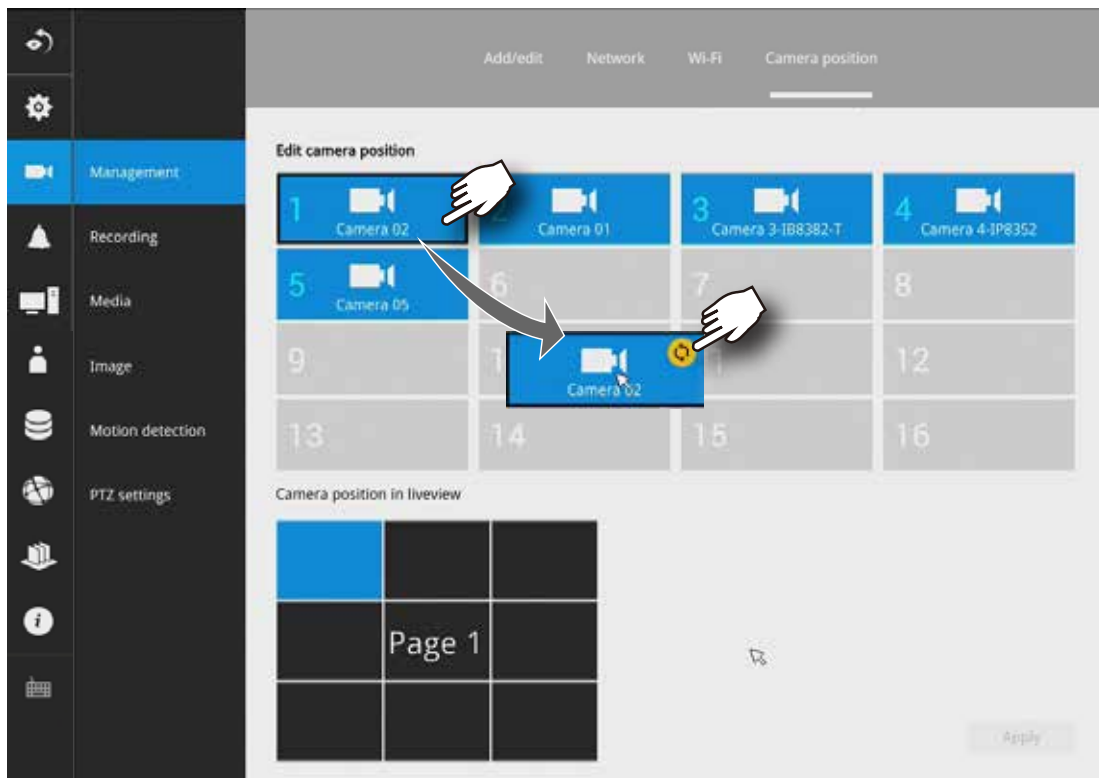 Add/edit Network Wi-Fi Camera position
Edit camera position
Management
Recording
Media
Image
Motion detection
PTZ settings
1 Camera 02
2 Camera 01
3 Camera 3-IB8382-T
4 Camera 4-IP8352
5 Camera 05
6
7
8
9
Camera 02
12
13
14
15
16
Camera position in liveview
Page 1
Apply